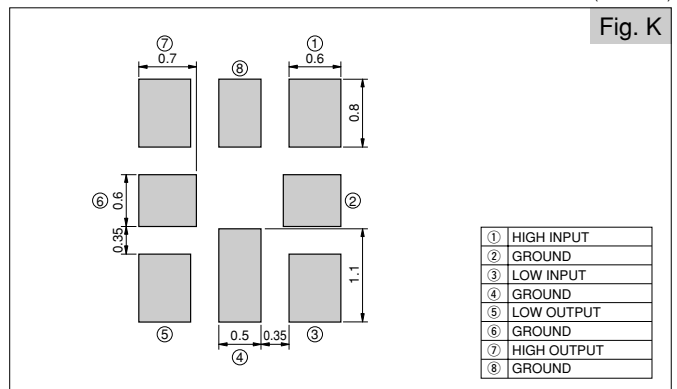 Fig. K
⑦ ⑧ ①
0.7 0.6
0.8
⑥ 0.6 ②
0.35
1.1
0.5 0.35
⑤ ④ ③
① HIGH INPUT
② GROUND
③ LOW INPUT
④ GROUND
⑤ LOW OUTPUT
⑥ GROUND
⑦ HIGH OUTPUT
⑧ GROUND